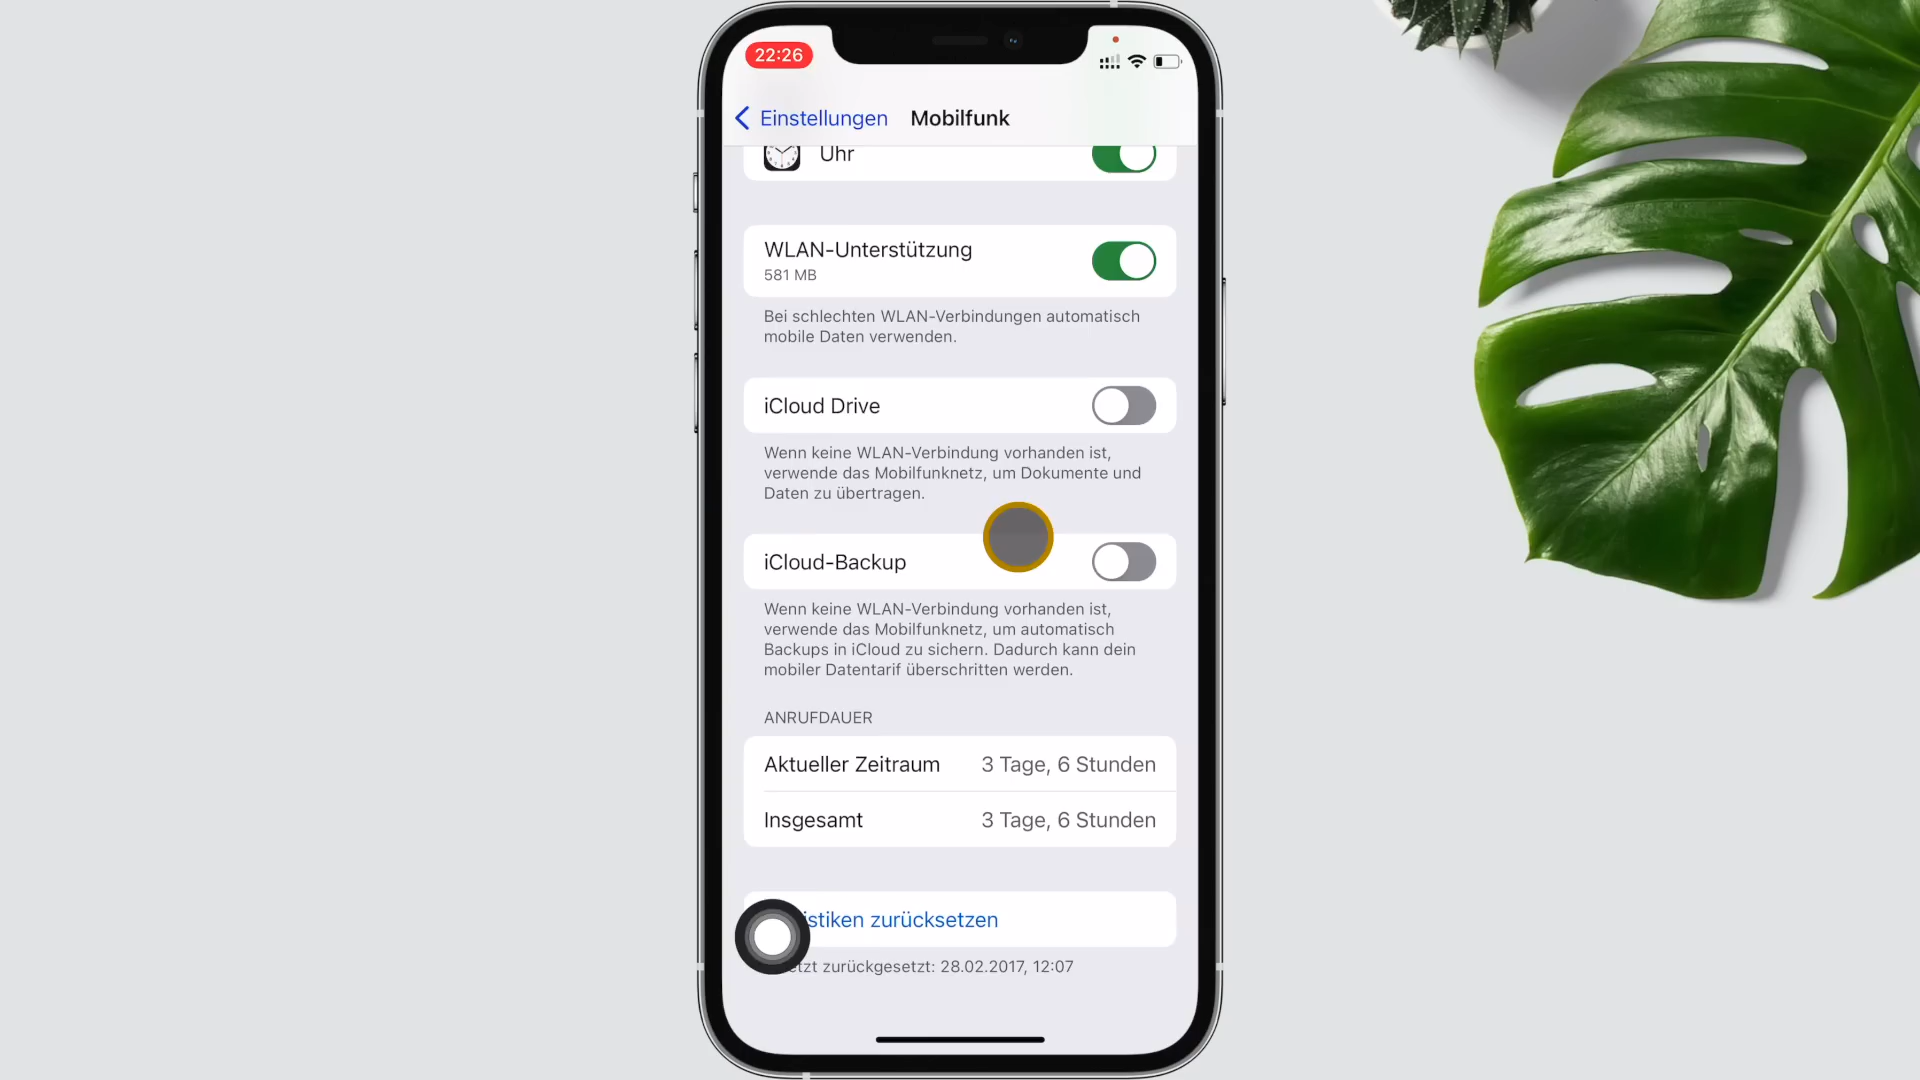 22:26
Einstellungen Mobilfunk
Uhr
WLAN-Unterstützung
581 MB
Bei schlechten WLAN-Verbindungen automatisch
mobile Daten verwenden.
iCloud Drive
Wenn keine WLAN-Verbindung vorhanden ist,
verwende das Mobilfunknetz, um Dokumente und
Daten zu übertragen.
iCloud-Backup
Wenn keine WLAN-Verbindung vorhanden ist,
verwende das Mobilfunknetz, um automatisch
Backups in iCloud zu sichern. Dadurch kann dein
mobiler Datentarif überschritten werden.
ANRUFDAUER
Aktueller Zeitraum 3 Tage, 6 Stunden
Insgesamt 3 Tage, 6 Stunden
zurücksetzen
zurückgesetzt: 28.02.2017, 12:07